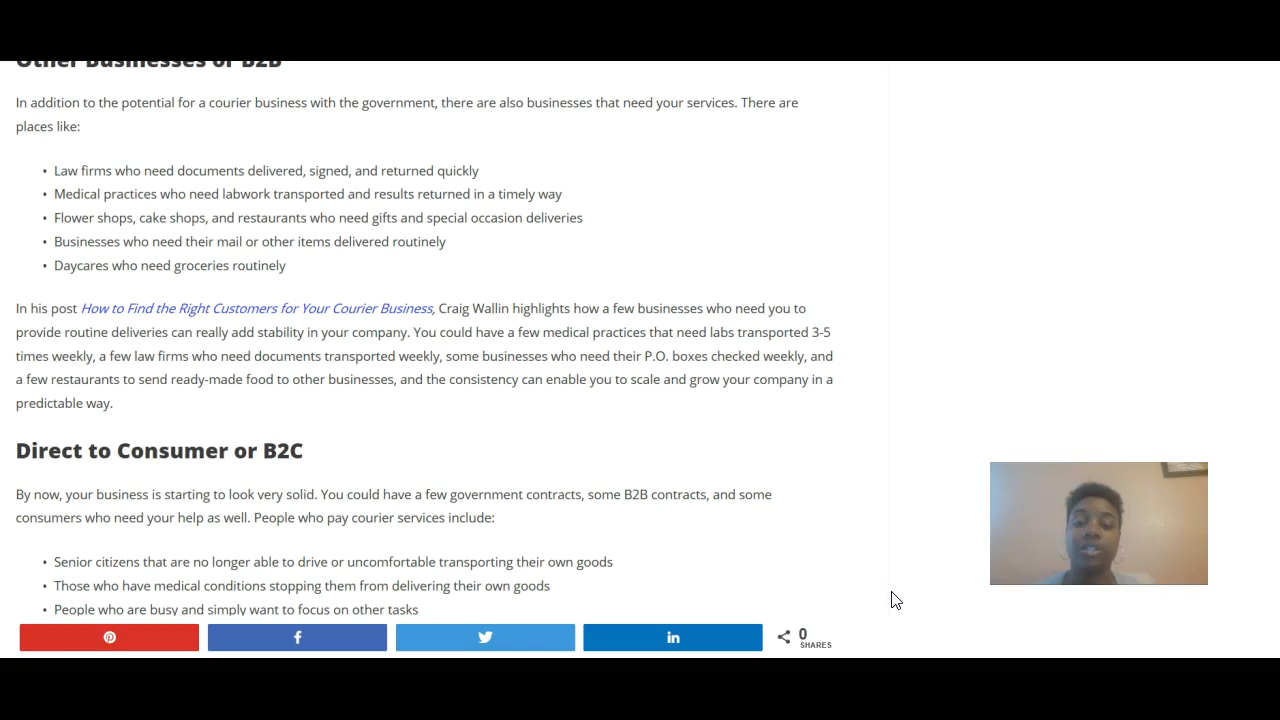 Other Businesses or B2B
In addition to the potential for a courier business with the government, there are also businesses that need your services. There are
places like:
• Law firms who need documents delivered, signed, and returned quickly
• Medical practices who need labwork transported and results returned in a timely way
• Flower shops, cake shops, and restaurants who need gifts and special occasion deliveries
• Businesses who need their mail or other items delivered routinely
• Daycares who need groceries routinely
In his post How to Find the Right Customers for Your Courier Business, Craig Wallin highlights how a few businesses who need you to
provide routine deliveries can really add stability in your company. You could have a few medical practices that need labs transported 3-5
times weekly, a few law firms who need documents transported weekly, some businesses who need their P.O. boxes checked weekly, and
a few restaurants to send ready-made food to other businesses, and the consistency can enable you to scale and grow your company in a
predictable way.
Direct to Consumer or B2C
By now, your business is starting to look very solid. You could have a few government contracts, some B2B contracts, and some
consumers who need your help as well. People who pay courier services include:
• Senior citizens that are no longer able to drive or uncomfortable transporting their own goods
• Those who have medical conditions stopping them from delivering their own goods
• People who are busy and simply want to focus on other tasks
0
SHARES